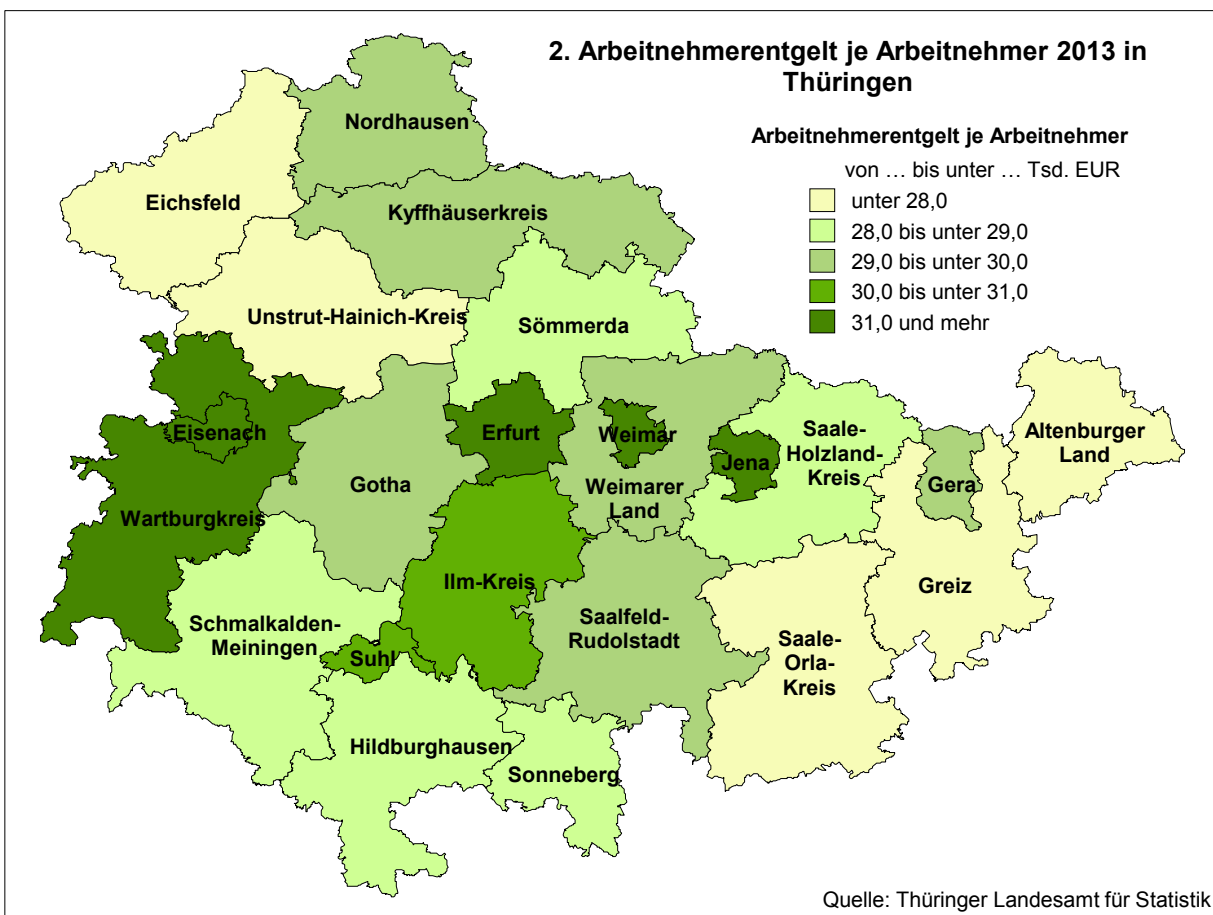 2. Arbeitnehmerentgelt je Arbeitnehmer 2013 in
Thüringen
Arbeitnehmerentgelt je Arbeitnehmer
von … bis unter … Tsd. EUR
unter 28,0
28,0 bis unter 29,0
29,0 bis unter 30,0
30,0 bis unter 31,0
31,0 und mehr
Nordhausen
Eichsfeld
Kyffhäuserkreis
Unstrut-Hainich-Kreis
Sömmerda
Eisenach
Erfurt
Weimar
Saale-
Holzland-
Kreis
Altenburger
Land
Jena
Gotha
Weimarer
Land
Gera
Wartburgkreis
Ilm-Kreis
Greiz
Schmalkalden-
Meiningen
Saalfeld-
Rudolstadt
Suhl
Saale-
Orla-
Kreis
Hildburghausen
Sonneberg
Quelle: Thüringer Landesamt für Statistik